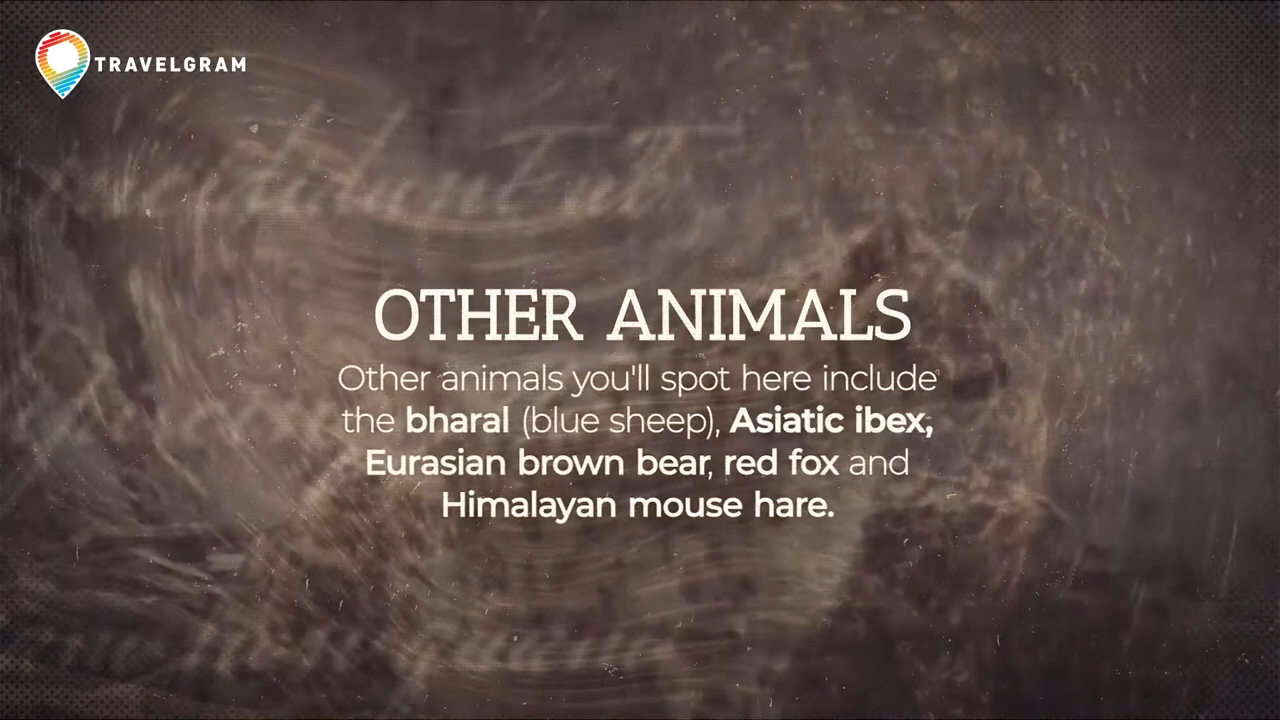 TRAVELGRAM
OTHER ANIMALS
Other animals you'll spot here include
the bharal (blue sheep), Asiatic ibex,
Eurasian brown bear, red fox and
Himalayan mouse hare.